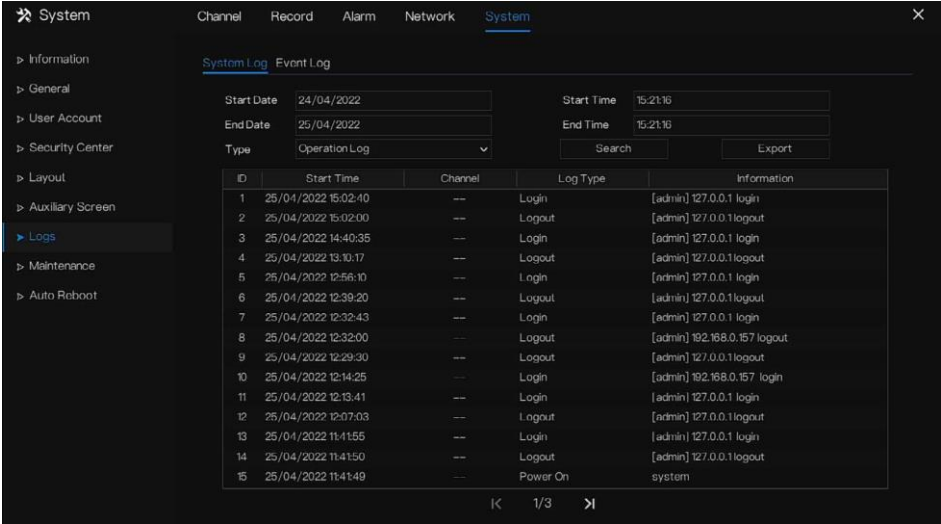 System Channel Record Alarm Network System
Information
General
User Account
Security Center
Layout
Auxiliary Screen
Logs
Maintenance
Auto Reboot
System Log Event Log
Start Date 24/04/2022 Start Time 15:21:16
End Date 25/04/2022 End Time 15:21:16
Type Operation Log Search Export
ID Start Time Channel Log Type Information
1 25/04/2022 15:02:40 -- Login [admin] 127.0.0.1 login
2 25/04/2022 15:02:00 -- Logout [admin] 127.0.0.1 logout
3 25/04/2022 14:40:35 -- Login [admin] 127.0.0.1 login
4 25/04/2022 13:10:17 -- Logout [admin] 127.0.0.1 logout
5 25/04/2022 12:56:10 -- Login [admin] 127.0.0.1 login
6 25/04/2022 12:39:20 -- Logout [admin] 127.0.0.1 logout
7 25/04/2022 12:32:43 -- Login [admin] 127.0.0.1 login
8 25/04/2022 12:32:00 -- Logout [admin] 192.168.0.157 logout
9 25/04/2022 12:29:30 -- Logout [admin] 127.0.0.1 logout
10 25/04/2022 12:14:25 -- Login [admin] 192.168.0.157 login
11 25/04/2022 12:13:41 -- Login [admin] 127.0.0.1 login
12 25/04/2022 12:07:03 -- Logout [admin] 127.0.0.1 logout
13 25/04/2022 11:41:55 -- Login [admin] 127.0.0.1 login
14 25/04/2022 11:41:50 -- Logout [admin] 127.0.0.1 logout
15 25/04/2022 11:41:49 -- Power On system
1/3